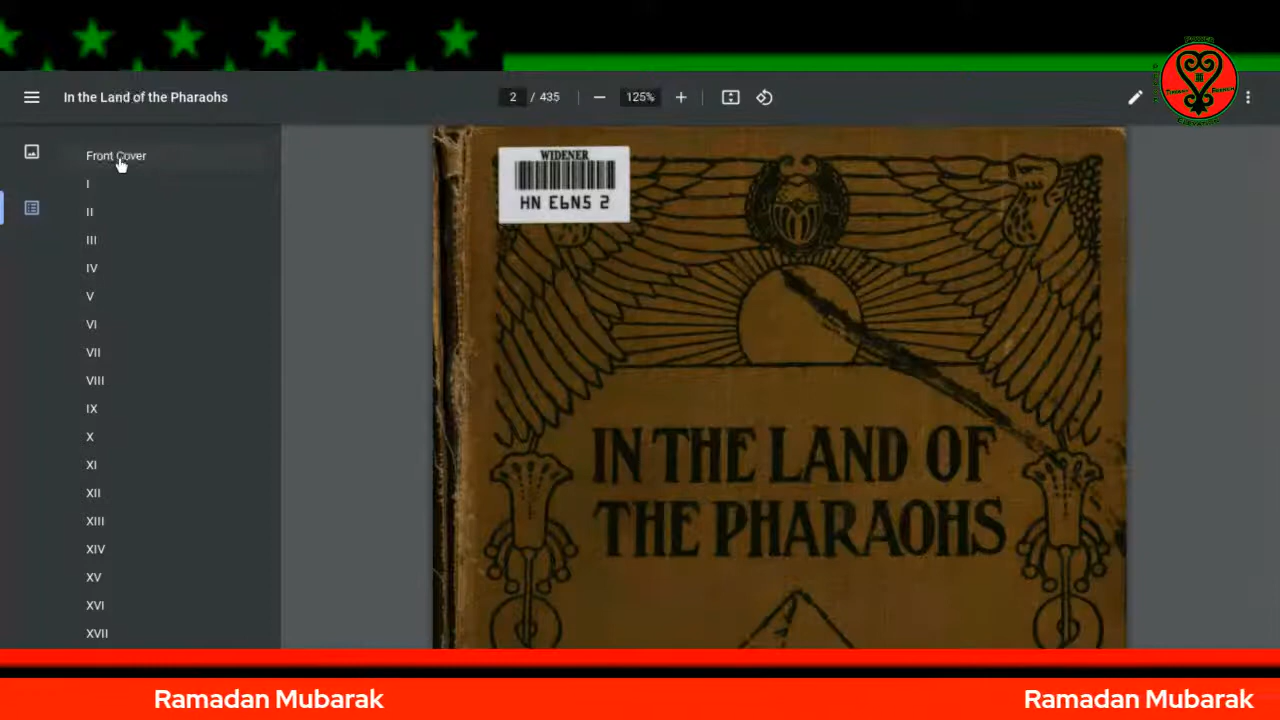 In the Land of the Pharaohs
2 / 435
125%
Front Cover
I
II
III
IV
V
VI
VII
VIII
IX
X
XI
XII
XIII
XIV
XV
XVI
XVII
WIDENER
HN E6N5 2
IN THE LAND OF
THE PHARAOHS
POWER
ELEVATION
Ramadan Mubarak
Ramadan Mubarak